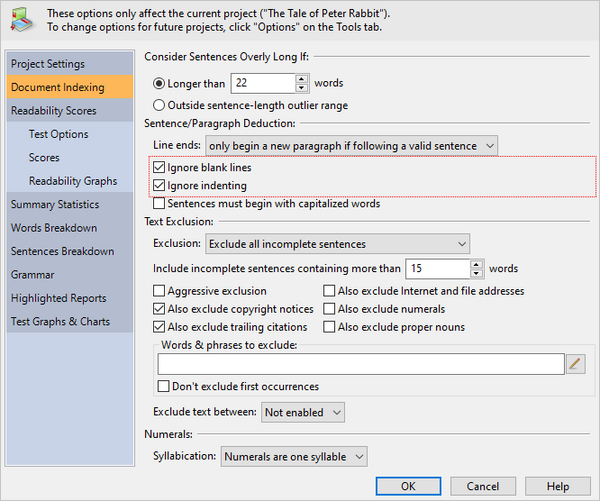 These options only affect the current project ("The Tale of Peter Rabbit").
To change options for future projects, click "Options" on the Tools tab.
Project Settings
Document Indexing
Readability Scores
Test Options
Scores
Readability Graphs
Summary Statistics
Words Breakdown
Sentences Breakdown
Grammar
Highlighted Reports
Test Graphs & Charts
Consider Sentences Overly Long If:
Longer than 22 words
Outside sentence-length outlier range
Sentence/Paragraph Deduction:
Line ends: only begin a new paragraph if following a valid sentence
Ignore blank lines
Ignore indenting
Sentences must begin with capitalized words
Text Exclusion:
Exclusion: Exclude all incomplete sentences
Include incomplete sentences containing more than 15 words
Aggressive exclusion Also exclude Internet and file addresses
Also exclude copyright notices Also exclude numerals
Also exclude trailing citations Also exclude proper nouns
Words & phrases to exclude:
Don't exclude first occurrences
Exclude text between: Not enabled
Numerals:
Syllabication: Numerals are one syllable
OK Cancel Help